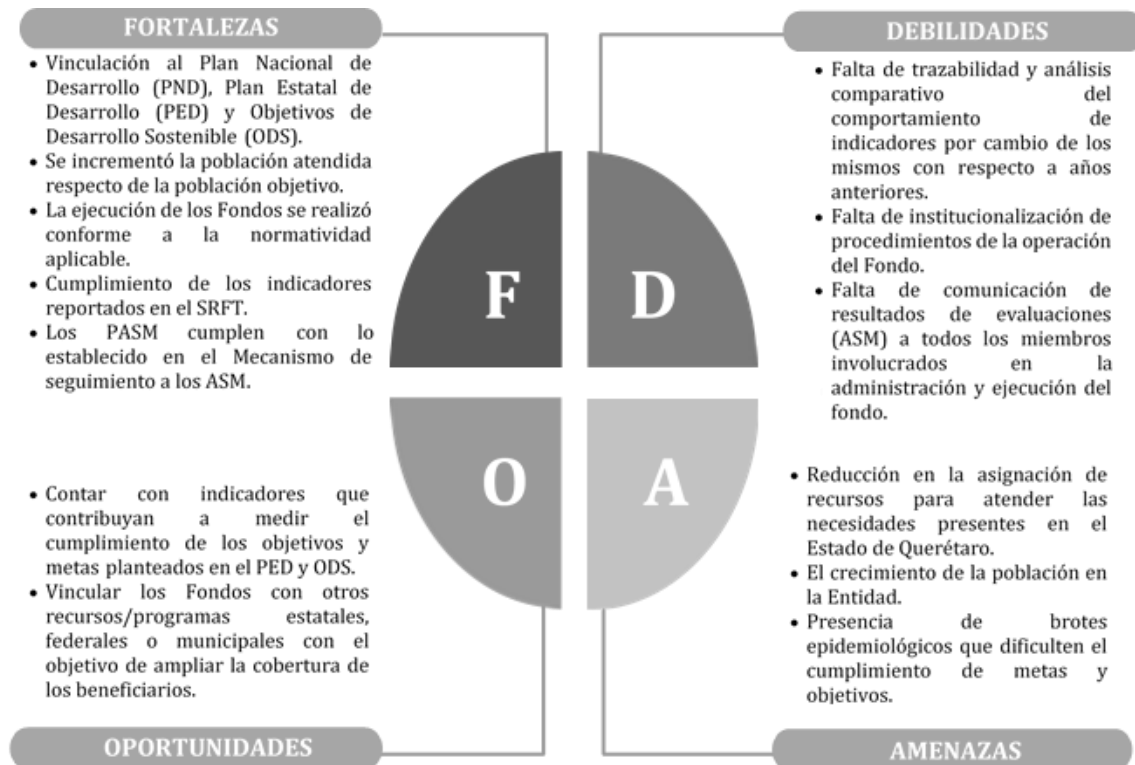 FORTALEZAS
• Vinculación al Plan Nacional de
Desarrollo (PND), Plan Estatal de
Desarrollo (PED) y Objetivos de
Desarrollo Sostenible (ODS).
• Se incrementó la población atendida
respecto de la población objetivo.
• La ejecución de los Fondos se realizó
conforme a la normatividad
aplicable.
• Cumplimiento de los indicadores
reportados en el SRFT.
• Los PASM cumplen con lo
establecido en el Mecanismo de
seguimiento a los ASM.
DEBILIDADES
• Falta de trazabilidad y análisis
comparativo del
comportamiento de
indicadores por cambio de los
mismos con respecto a años
anteriores.
• Falta de institucionalización de
procedimientos de la operación
del Fondo.
• Falta de comunicación de
resultados de evaluaciones
(ASM) a todos los miembros
involucrados en la
administración y ejecución del
fondo.
F
D
O
A
• Contar con indicadores que
contribuyan a medir el
cumplimiento de los objetivos y
metas planteados en el PED y ODS.
• Vincular los Fondos con otros
recursos/programas estatales,
federales o municipales con el
objetivo de ampliar la cobertura de
los beneficiarios.
OPORTUNIDADES
• Reducción en la asignación de
recursos para atender las
necesidades presentes en el
Estado de Querétaro.
• El crecimiento de la población en
la Entidad.
• Presencia de brotes
epidemiológicos que dificulten el
cumplimiento de metas y
objetivos.
AMENAZAS